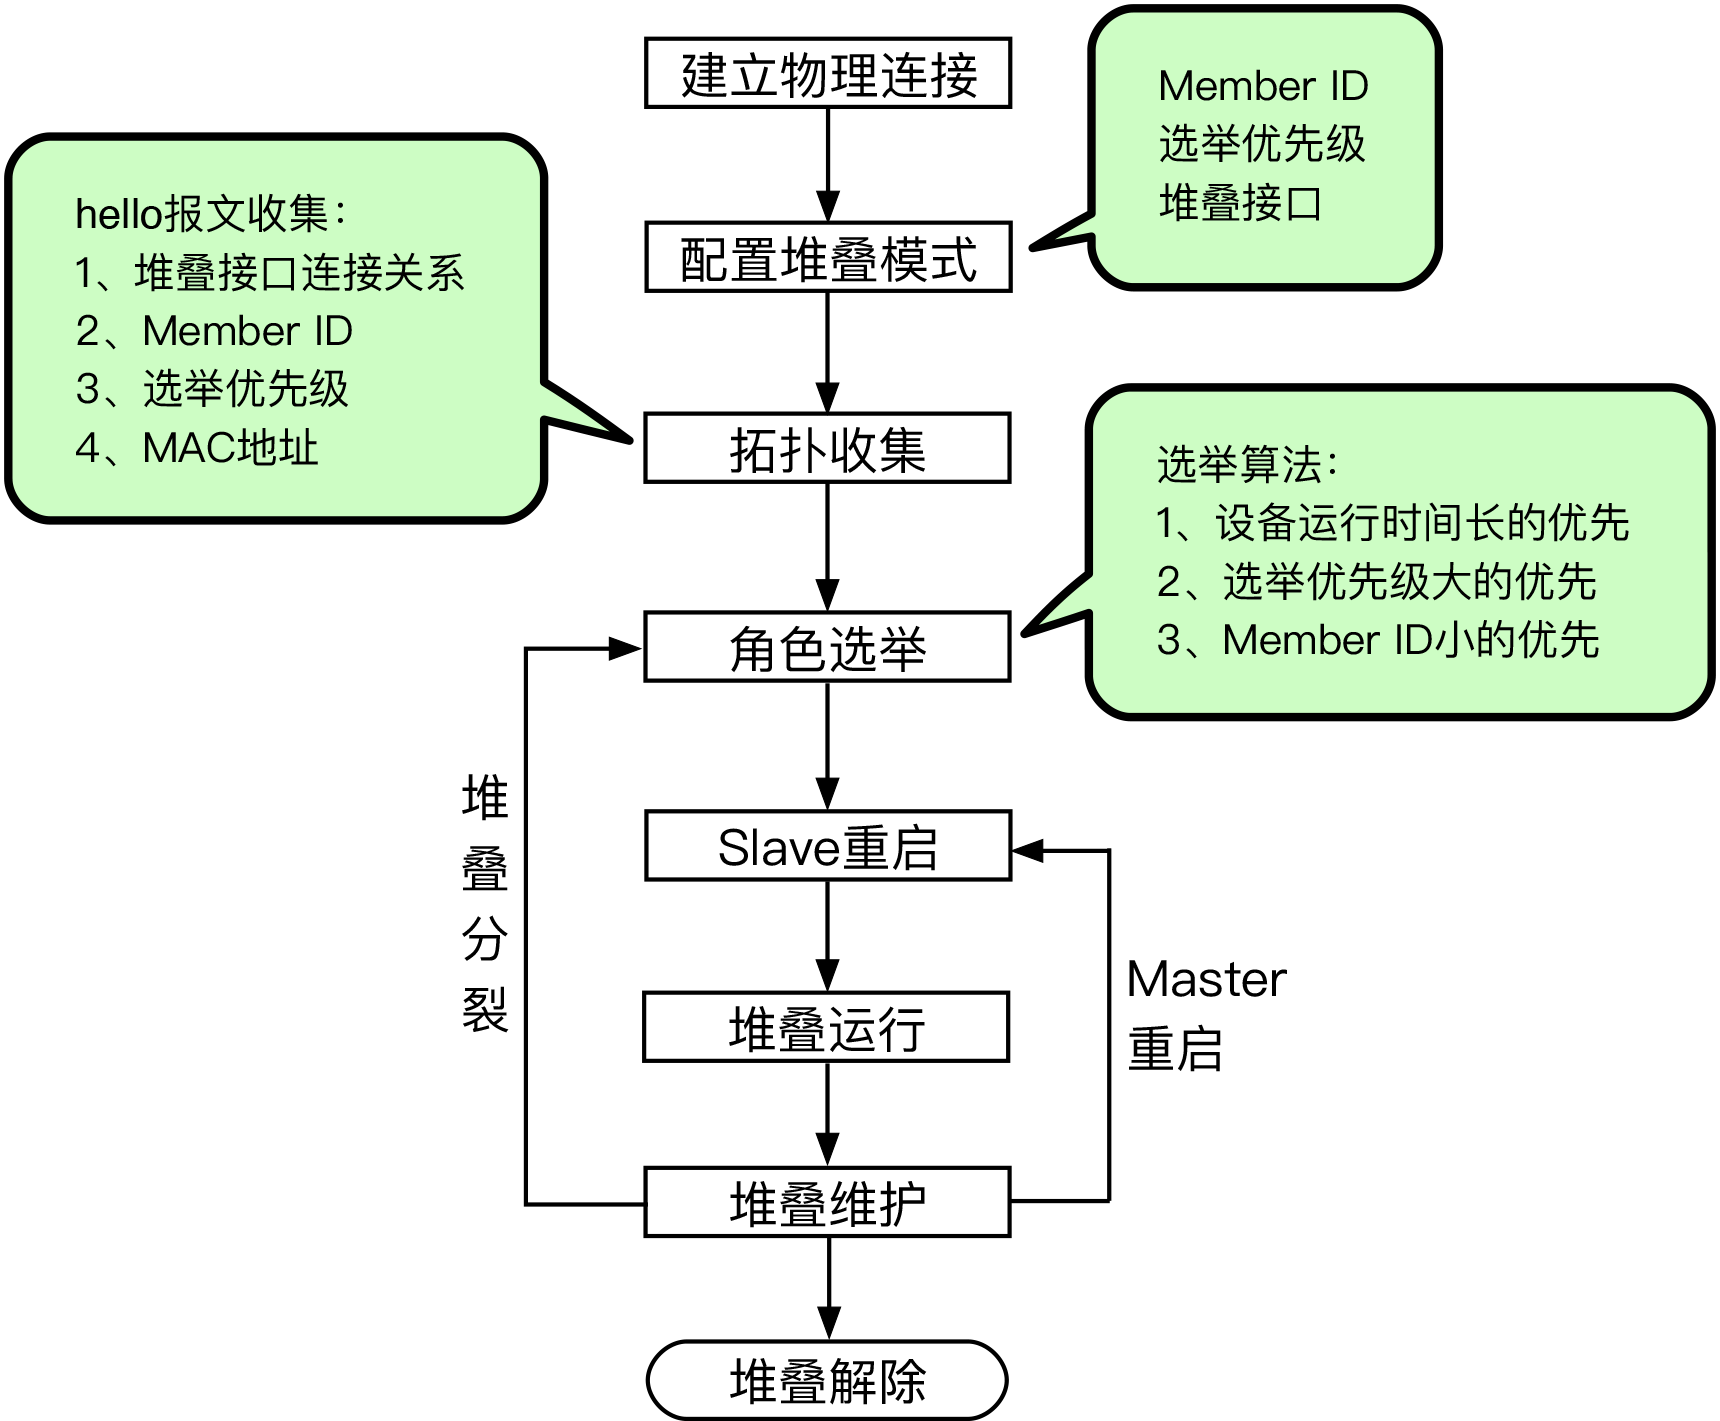 建立物理连接
Member ID
选举优先级
堆叠接口
配置堆叠模式
hello报文收集：
1、堆叠接口连接关系
2、Member ID
3、选举优先级
4、MAC地址
拓扑收集
选举算法：
1、设备运行时间长的优先
2、选举优先级大的优先
3、Member ID小的优先
角色选举
Slave重启
堆叠分裂
堆叠运行
Master
重启
堆叠维护
堆叠解除